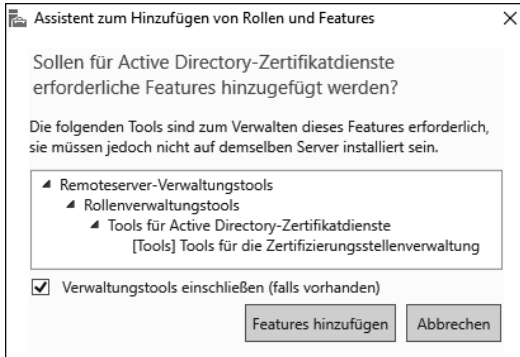 Assistent zum Hinzufügen von Rollen und Features
Sollen für Active Directory-Zertifikatdienste
erforderliche Features hinzugefügt werden?
Die folgenden Tools sind zum Verwalten dieses Features erforderlich,
sie müssen jedoch nicht auf demselben Server installiert sein.
Remoteserver-Verwaltungstools
Rollenverwaltungstools
Tools für Active Directory-Zertifikatdienste
[Tools] Tools für die Zertifizierungsstellenverwaltung
Verwaltungstools einschließen (falls vorhanden)
Features hinzufügen
Abbrechen